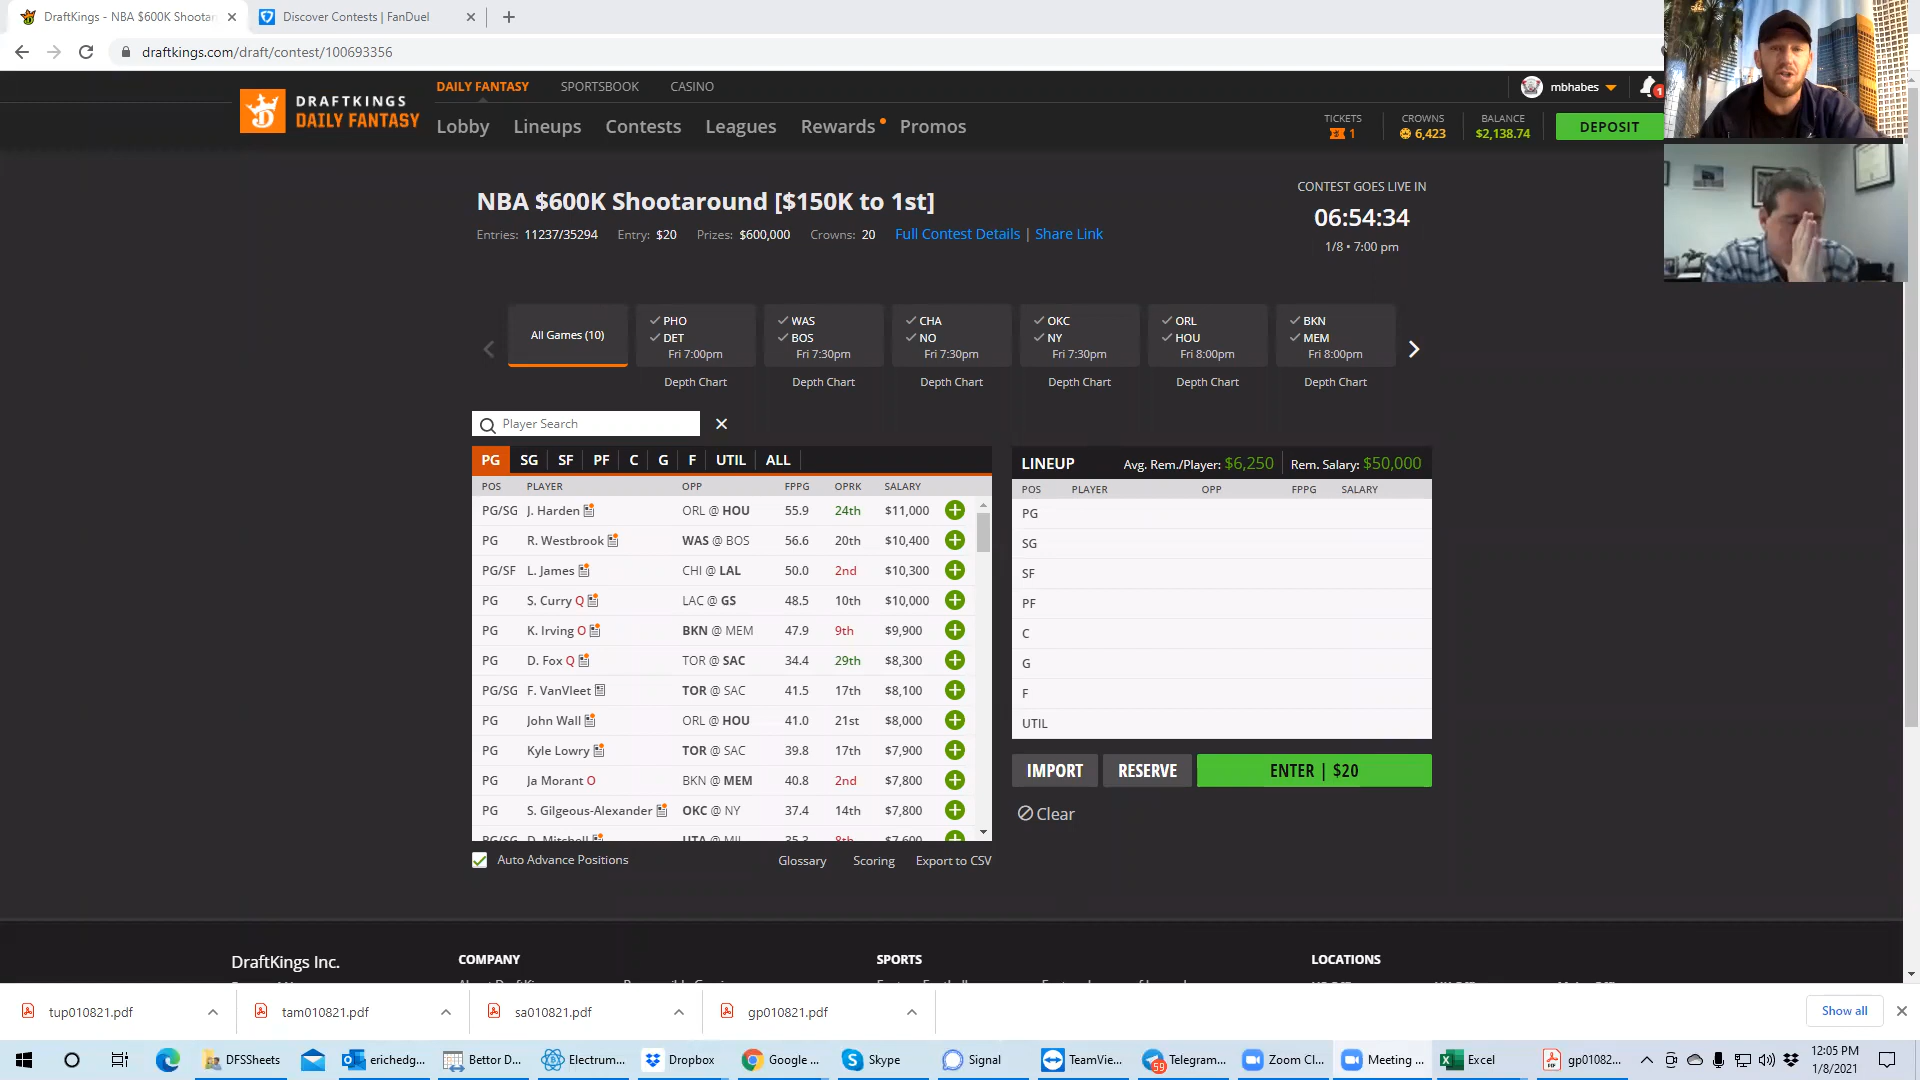 DraftKings - NBA $600K Shootar
Discover Contests | FanDuel
draftkings.com/draft/contest/100693356
DRAFTKINGS
DAILY FANTASY
DAILY FANTASY SPORTSBOOK CASINO
mbhabes
1
Lobby Lineups Contests Leagues Rewards Promos
TICKETS
1
CROWNS
6,423
BALANCE
$2,138.74
DEPOSIT
NBA $600K Shootaround [$150K to 1st]
Entries: 11237/35294 Entry: $20 Prizes: $600,000 Crowns: 20 Full Contest Details | Share Link
CONTEST GOES LIVE IN
06:54:34
1/8 • 7:00 pm
All Games (10)
PHO
DET
Fri 7:00pm
Depth Chart
WAS
BOS
Fri 7:30pm
Depth Chart
CHA
NO
Fri 7:30pm
Depth Chart
OKC
NY
Fri 7:30pm
Depth Chart
ORL
HOU
Fri 8:00pm
Depth Chart
BKN
MEM
Fri 8:00pm
Depth Chart
Player Search
PG SG SF PF C G F UTIL ALL
POS PLAYER OPP FPPG OPRK SALARY
PG/SG J. Harden ORL @ HOU 55.9 24th $11,000
PG R. Westbrook WAS @ BOS 56.6 20th $10,400
PG/SF L. James CHI @ LAL 50.0 2nd $10,300
PG S. Curry Q LAC @ GS 48.5 10th $10,000
PG K. Irving O BKN @ MEM 47.9 9th $9,900
PG D. Fox Q TOR @ SAC 34.4 29th $8,300
PG/SG F. VanVleet TOR @ SAC 41.5 17th $8,100
PG John Wall ORL @ HOU 41.0 21st $8,000
PG Kyle Lowry TOR @ SAC 39.8 17th $7,900
PG Ja Morant O BKN @ MEM 40.8 2nd $7,800
PG S. Gilgeous-Alexander OKC @ NY 37.4 14th $7,800
PG/SG D. Mitchell UTA @ MIL 35.3 8th $7,600
Auto Advance Positions
Glossary Scoring Export to CSV
LINEUP Avg. Rem./Player: $6,250 Rem. Salary: $50,000
POS PLAYER OPP FPPG SALARY
PG
SG
SF
PF
C
G
F
UTIL
IMPORT RESERVE ENTER | $20
Clear
DraftKings Inc.
COMPANY
SPORTS
LOCATIONS
tup010821.pdf
tam010821.pdf
sa010821.pdf
gp010821.pdf
Show all
DFSSheets
erichedg...
Bettor D...
Electrum...
Dropbox
Google ...
Skype
Signal
TeamVie...
59
Telegram...
Zoom Cl...
Meeting ...
Excel
gp01082...
12:05 PM
1/8/2021